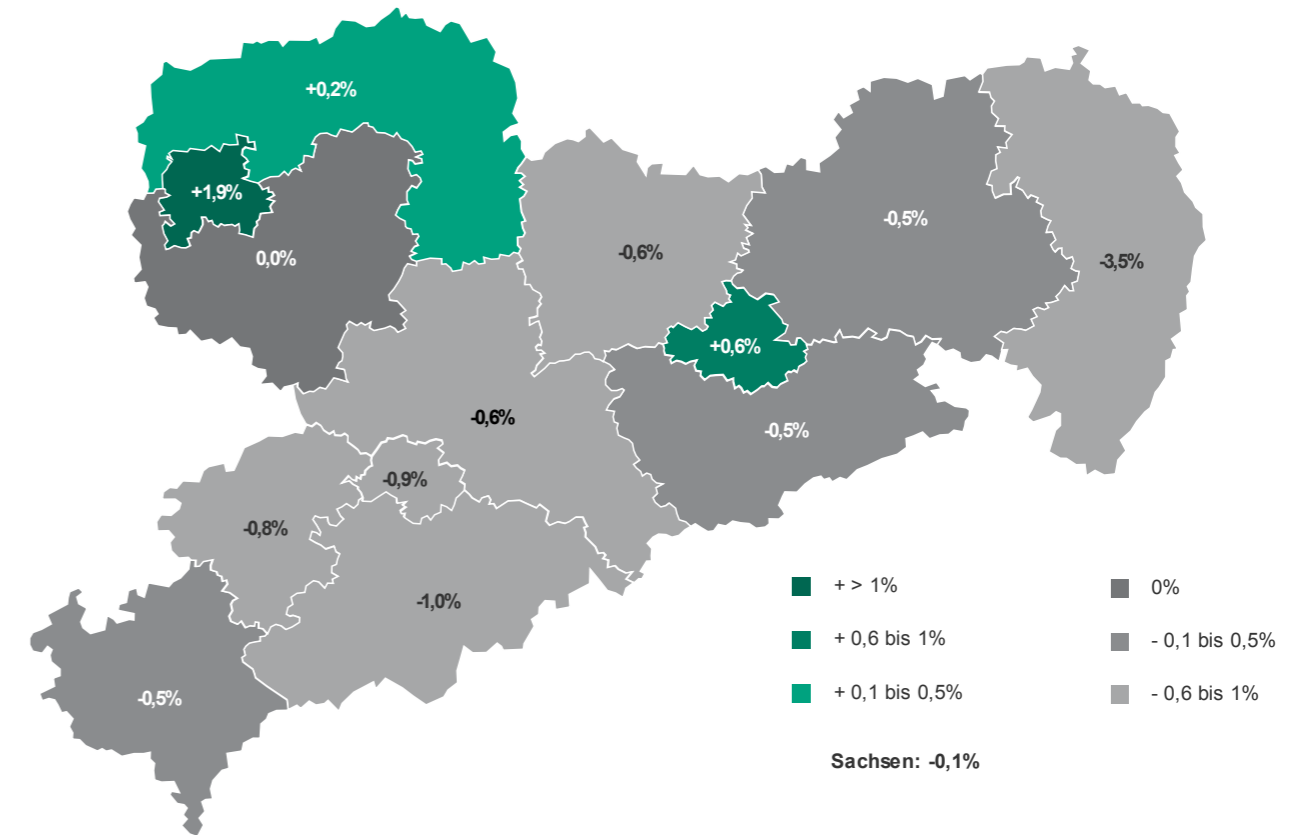 +0,2%
+1,9%
-0,5%
0,0%
-0,6%
-3,5%
+0,6%
-0,6%
-0,5%
-0,9%
-0,8%
-1,0%
-0,5%
+ > 1%
0%
+ 0,6 bis 1%
- 0,1 bis 0,5%
+ 0,1 bis 0,5%
- 0,6 bis 1%
Sachsen: -0,1%